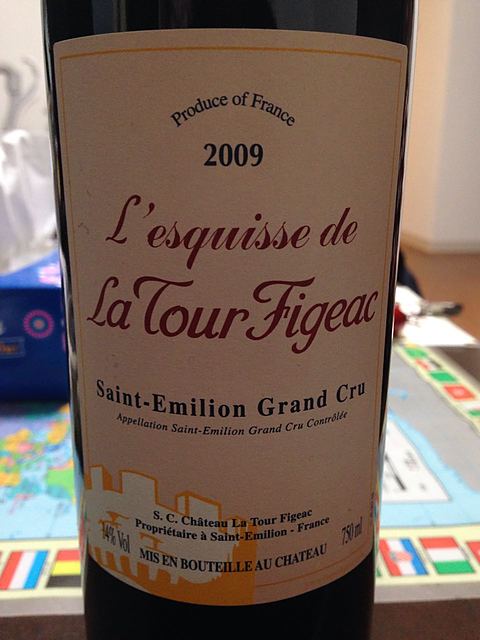 Produce of France
2009
L'esquisse de
La Tour Figeac
Saint-Emilion Grand Cru
Appellation Saint-Emilion Grand Cru Contrôlée
S. C. Château La Tour Figeac
Propriétaire à Saint-Emilion - France
14% Vol
750 ml
MIS EN BOUTEILLE AU CHATEAU